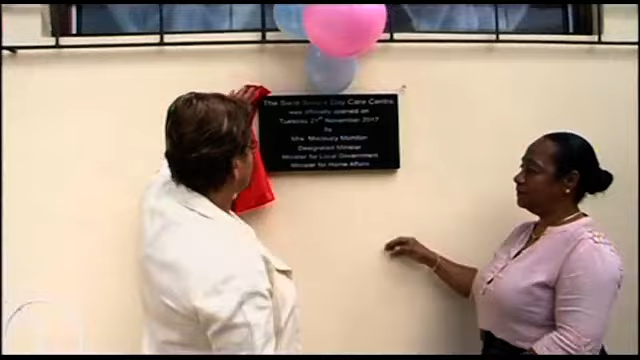 The Day Care Centre
was officially opened on
Tuesday 21st November 2017
by
Mrs. Macsuzy Mondon
Designated Minister
Minister for Local Government
Minister for Home Affairs